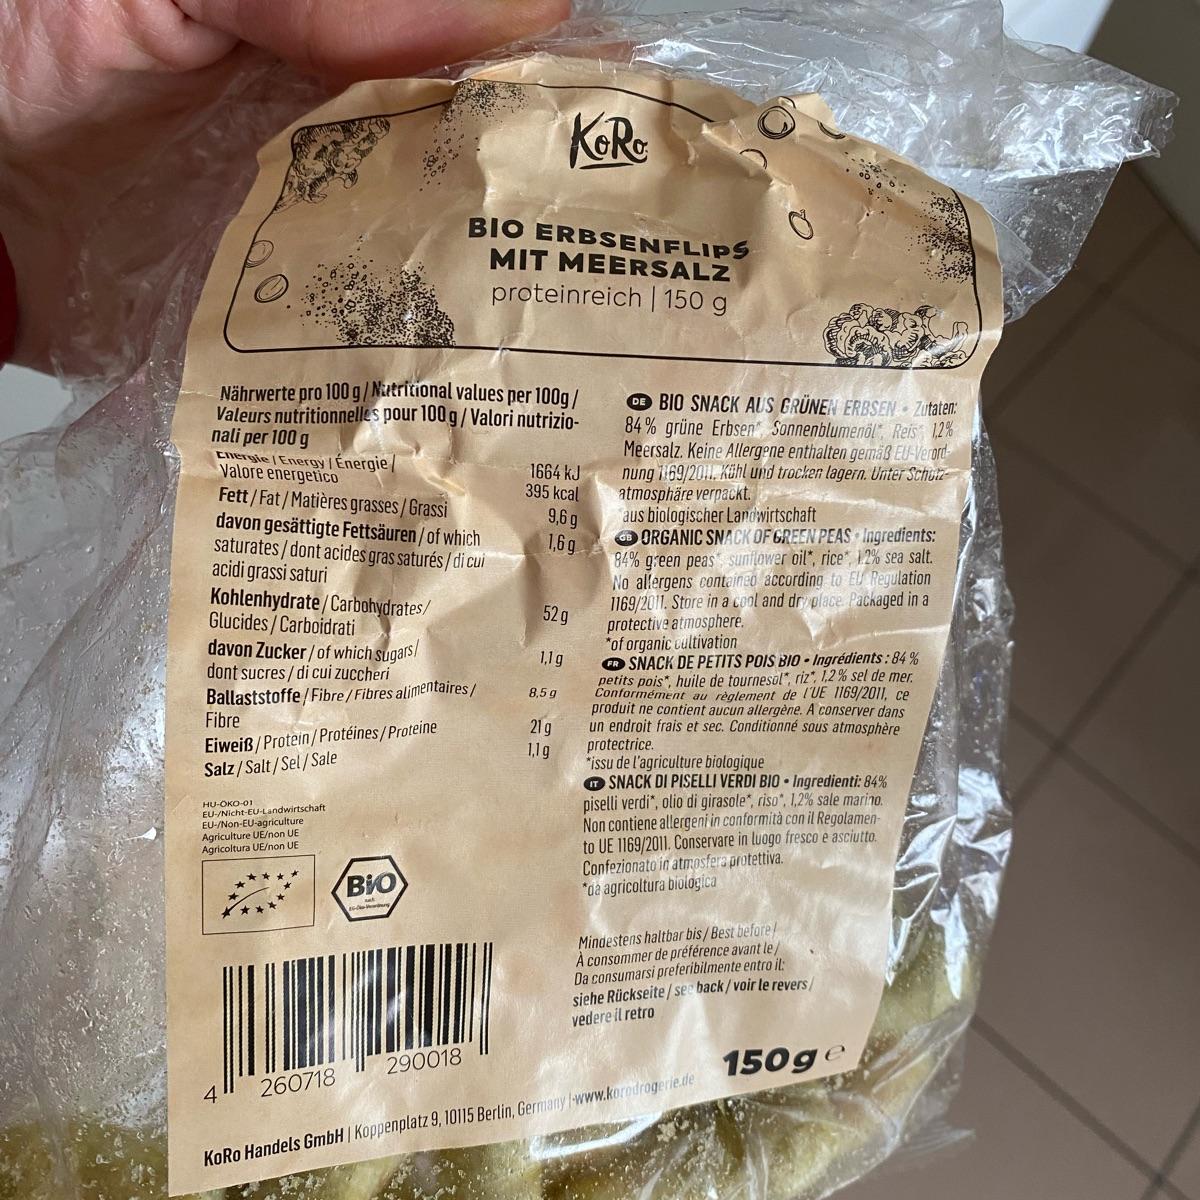 KoRo
BIO ERBSENFLIPS
MIT MEERSALZ
proteinreich | 150 g
Nährwerte pro 100 g / Nutritional values per 100g /
Valeurs nutritionnelles pour 100 g / Valori nutrizio-
nali per 100 g
Energie / Energy / Énergie /
Valore energetico
1664 kJ
395 kcal
Fett / Fat / Matières grasses / Grassi 9,6 g
davon gesättigte Fettsäuren / of which 1,6 g
saturates / dont acides gras saturés / di cui
acidi grassi saturi
Kohlenhydrate / Carbohydrates / 52 g
Glucides / Carboidrati
davon Zucker / of which sugars / 1,1 g
dont sucres / di cui zuccheri
Ballaststoffe / Fibre / Fibres alimentaires / 8,5 g
Fibre
Eiweiß / Protein / Protéines / Proteine 21 g
Salz / Salt / Sel / Sale 1,1 g
HU-ÖKO-01
EU-/Nicht-EU-Landwirtschaft
EU-/Non-EU-agriculture
Agriculture UE/non UE
Agricoltura UE/non UE
Bio
nach
EG-Öko-Verordnung
4 260718 290018
DE BIO SNACK AUS GRÜNEN ERBSEN • Zutaten:
84 % grüne Erbsen*, Sonnenblumenöl*, Reis*, 1,2%
Meersalz. Keine Allergene enthalten gemäß EU-Verord-
nung 1169/2011. Kühl und trocken lagern. Unter Schutz-
atmosphäre verpackt.
*aus biologischer Landwirtschaft
GB ORGANIC SNACK OF GREEN PEAS • Ingredients:
84% green peas*, sunflower oil*, rice*, 1.2% sea salt.
No allergens contained according to EU Regulation
1169/2011. Store in a cool and dry place. Packaged in a
protective atmosphere.
*of organic cultivation
FR SNACK DE PETITS POIS BIO • Ingrédients : 84 %
petits pois*, huile de tournesol*, riz*, 1,2 % sel de mer.
Conformément au règlement de l'UE 1169/2011, ce
produit ne contient aucun allergène. A conserver dans
un endroit frais et sec. Conditionné sous atmosphère
protectrice.
*issu de l'agriculture biologique
IT SNACK DI PISELLI VERDI BIO • Ingredienti: 84%
piselli verdi*, olio di girasole*, riso*, 1,2% sale marino.
Non contiene allergeni in conformità con il Regolamen-
to UE 1169/2011. Conservare in luogo fresco e asciutto.
Confezionato in atmosfera protettiva.
*da agricoltura biologica
Mindestens haltbar bis / Best before /
À consommer de préférence avant le /
Da consumarsi preferibilmente entro il:
siehe Rückseite / see back / voir le revers /
vedere il retro
150 g e
KoRo Handels GmbH | Koppenplatz 9, 10115 Berlin, Germany | www.korodrogerie.de